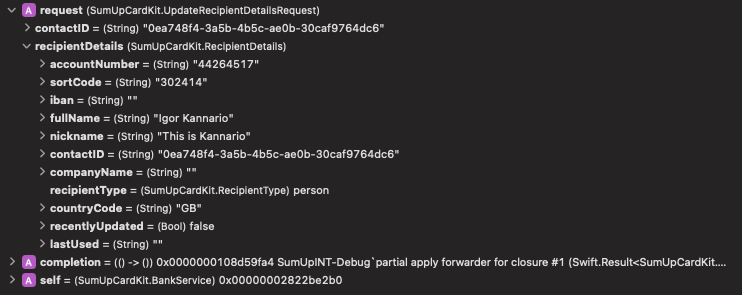 A request (SumUpCardKit.UpdateRecipientDetailsRequest)
contactID = (String) "0ea748f4-3a5b-4b5c-ae0b-30caf9764dc6"
recipientDetails (SumUpCardKit.RecipientDetails)
accountNumber = (String) "44264517"
sortCode = (String) "302414"
iban = (String) ""
fullName = (String) "Igor Kannario"
nickname = (String) "This is Kannario"
contactID = (String) "0ea748f4-3a5b-4b5c-ae0b-30caf9764dc6"
companyName = (String) ""
recipientType = (SumUpCardKit.RecipientType) person
countryCode = (String) "GB"
recentlyUpdated = (Bool) false
lastUsed = (String) ""
A completion = (() -> ()) 0x0000000108d59fa4 SumUpINT-Debug`partial apply forwarder for closure #1 (Swift.Result<SumUpCardKit....
A self = (SumUpCardKit.BankService) 0x00000002822be2b0